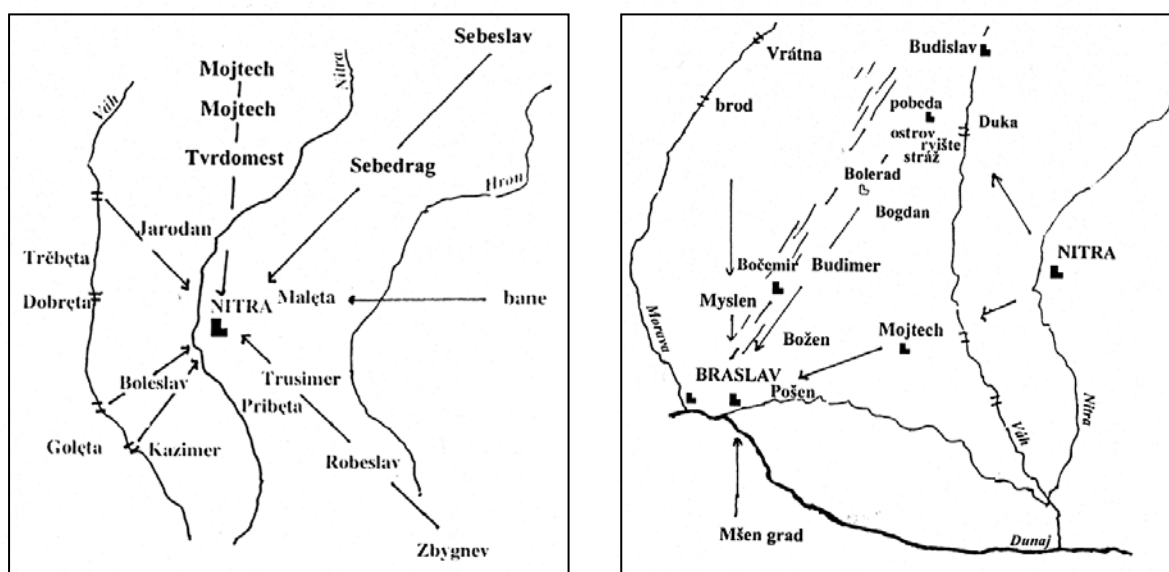 Sebeslav
Mojtech
Nitra
Váh
Mojtech
Tvrdomest
Sebedrag
Hron
Jarodan
Trěbęta
Dobręta
NITRA
Malęta
bane
Boleslav
Trusimer
Pribęta
Golęta
Kazimer
Robeslav
Zbygnev
Vrátna
Budislav
brod
pobeda
Duka
ostrov
ryište
stráž
Bolerad
Bogdan
NITRA
Bočemir
Budimer
Myslen
Morava
Božen
Mojtech
BRASLAV
Pošen
Nitra
Váh
Mšen grad
Dunaj